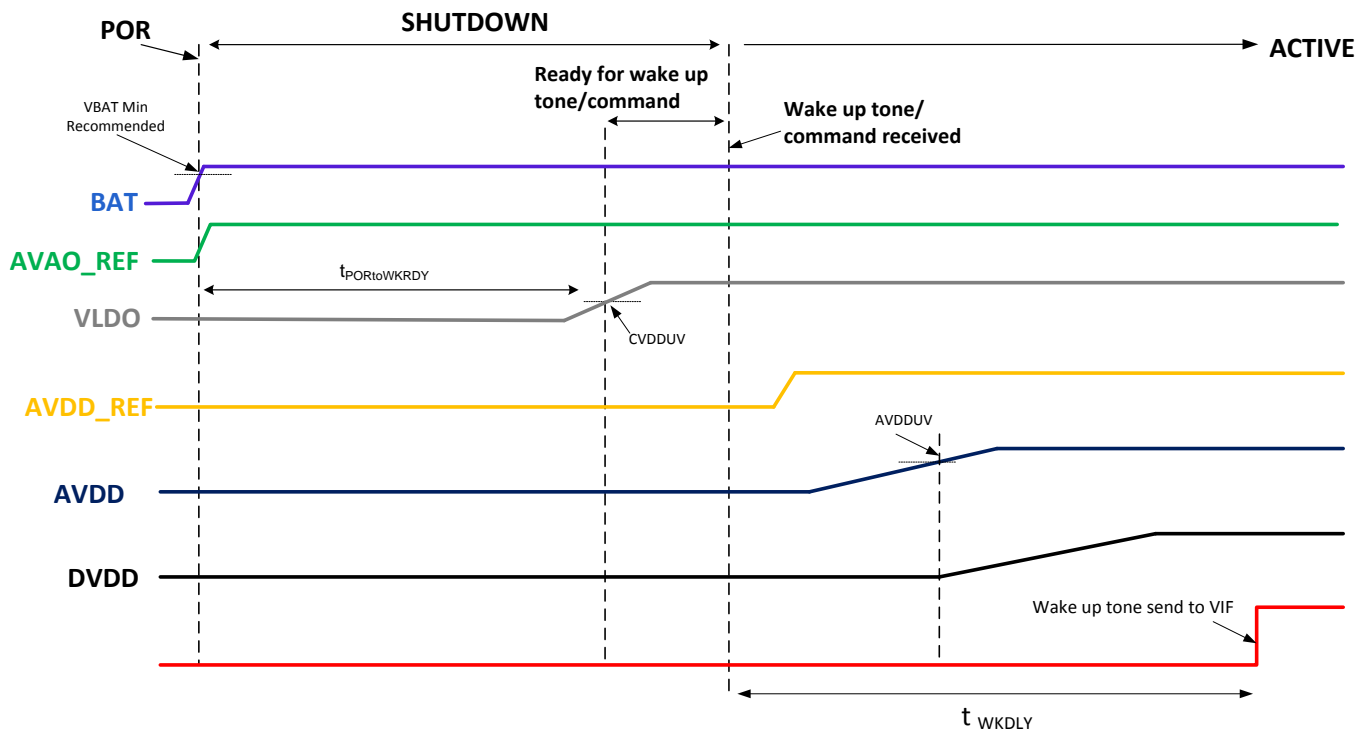 SHUTDOWN
POR
ACTIVE
Ready for wake up
tone/command
VBAT Min
Recommended
Wake up tone/
command received
BAT
AVAO_REF
tPORtoWKRDY
VLDO
CVDDUV
AVDD_REF
AVDDUV
AVDD
DVDD
Wake up tone send to VIF
t WKDLY